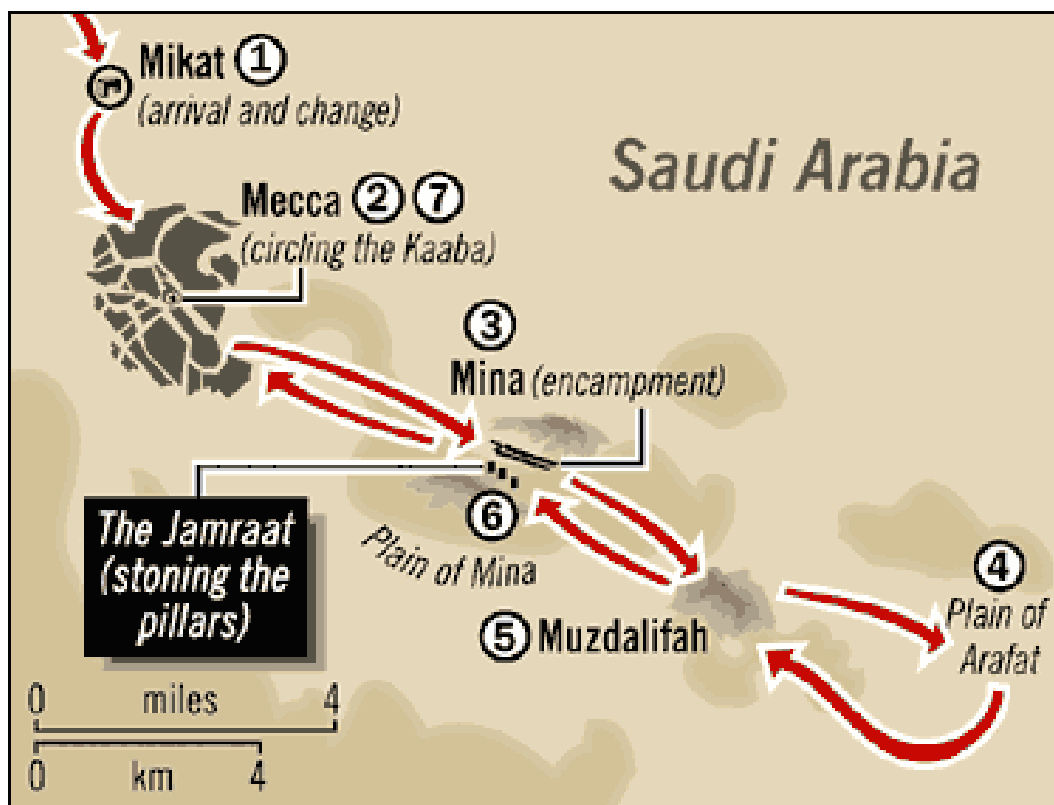 Mikat 1
(arrival and change)
Saudi Arabia
Mecca 2 7
(circling the Kaaba)
3
Mina (encampment)
The Jamraat
(stoning the
pillars)
6
Plain of Mina
4
Plain of
Arafat
5 Muzdalifah
0 miles 4
0 km 4